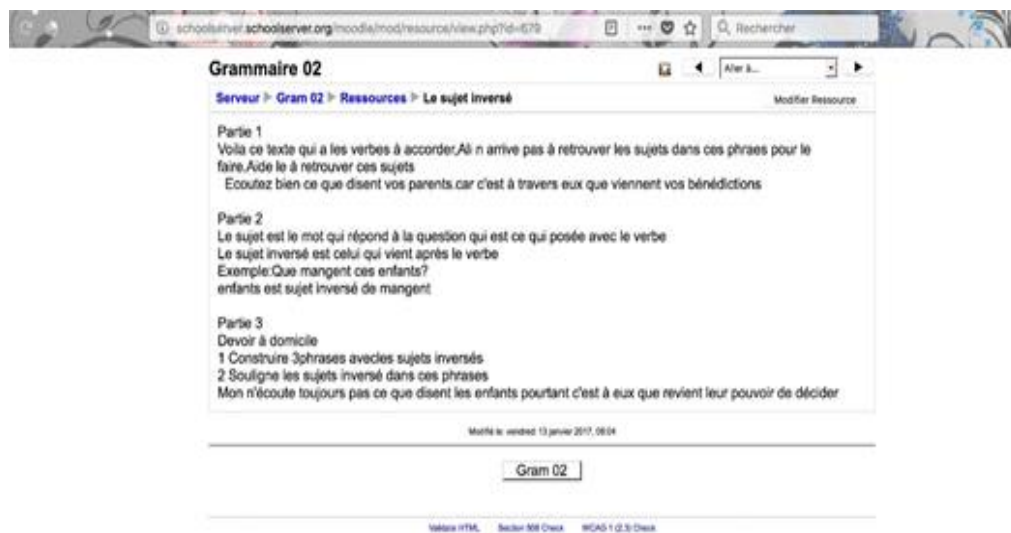 schoolserver.schoolserver.org/moodle/mod/resource/view.php?id=679
Rechercher
Grammaire 02
Aller à...
Serveur Gram 02 Ressources Le sujet inversé
Modifier Ressource
Partie 1
Voila ce texte qui a les verbes à accorder,Ali n arrive pas à retrouver les sujets dans ces phraes pour le
faire.Aide le à retrouver ces sujets
Ecoutez bien ce que disent vos parents.car c'est à travers eux que viennent vos bénédictions
Partie 2
Le sujet est le mot qui répond à la question qui est ce qui posée avec le verbe
Le sujet inversé est celui qui vient après le verbe
Exemple:Que mangent ces enfants?
enfants est sujet inversé de mangent
Partie 3
Devoir à domicile
1 Construire 3phrases avecles sujets inversés
2 Souligne les sujets inversé dans ces phrases
Mon n'écoute toujours pas ce que disent les enfants pourtant c'est à eux que revient leur pouvoir de décider
Modifié le: vendredi 13 janvier 2017, 08:04
Gram 02
Validate HTML Section 508 Check WCAG 1 (2,3) Check